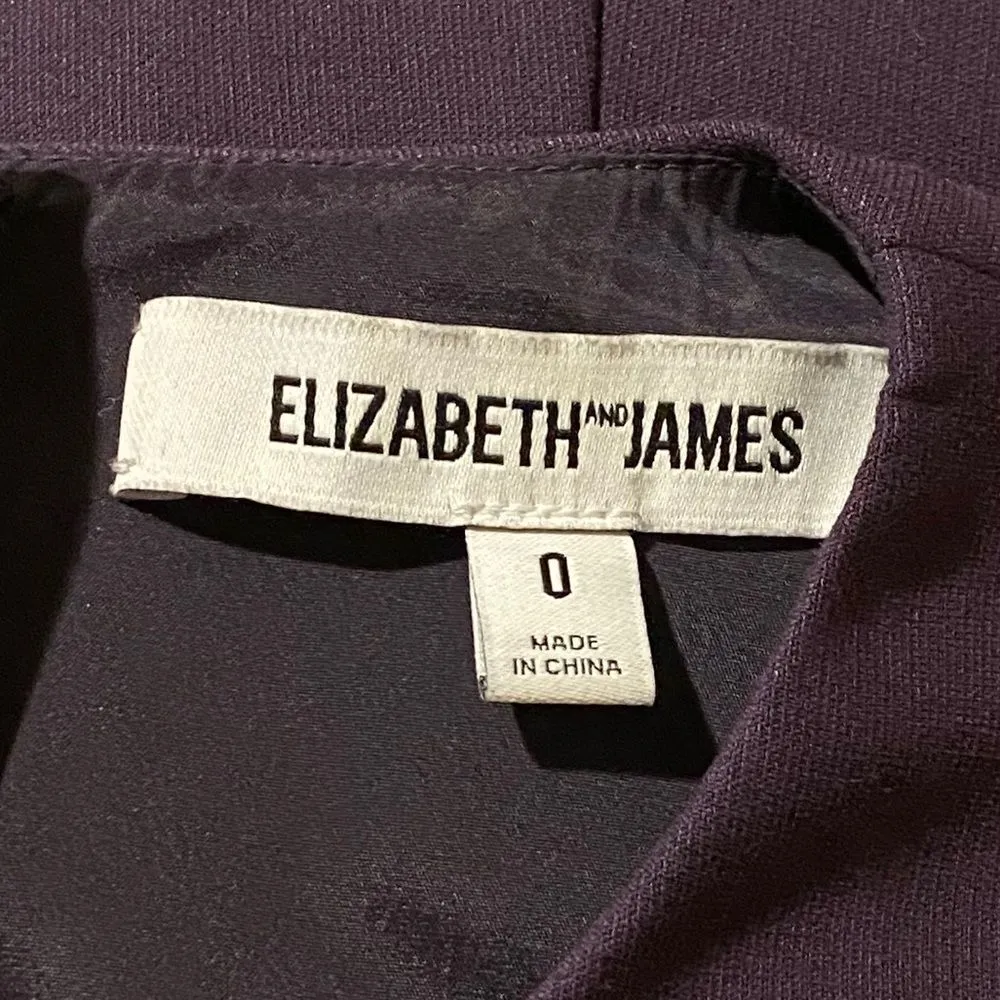 ELIZABETH AND JAMES
0
MADE
IN CHINA